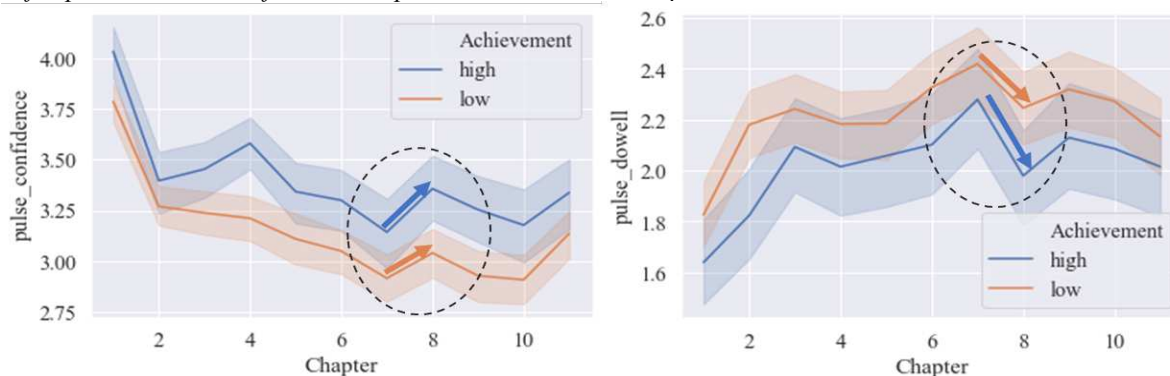 Achievement
high
low
4.00
3.75
3.50
3.25
3.00
2.75
pulse_confidence
2 4 6 8 10
Chapter
2.6
2.4
2.2
2.0
1.8
1.6
pulse_dowell
Achievement
high
low
2 4 6 8 10
Chapter